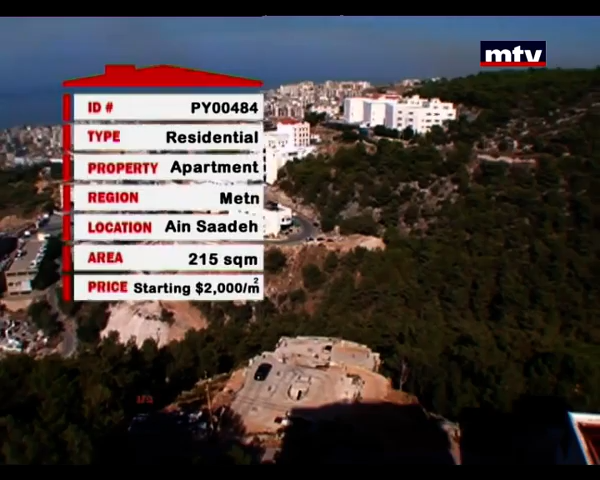 mtv
ID # PY00484
TYPE Residential
PROPERTY Apartment
REGION Metn
LOCATION Ain Saadeh
AREA 215 sqm
PRICE Starting $2,000/m²